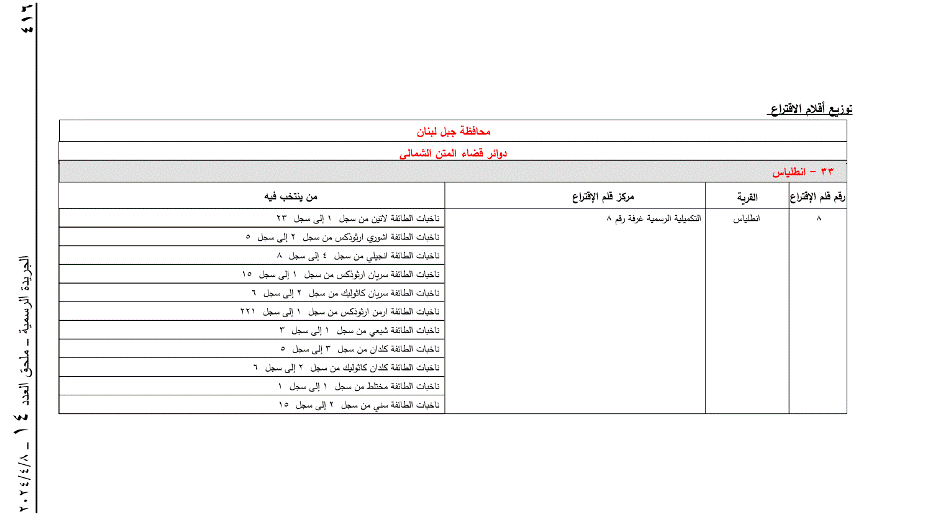 ٤١٦
الجريدة الرسمية – ملحق العدد ١٤ – ٢٠٢٤/٤/٨
توزيع أقلام الاقتراع
محافظة جبل لبنان
دوائر قضاء المتن الشمالي
٣٣ - انطلياس
رقم قلم الإقتراع القرية مركز قلم الإقتراع من ينتخب فيه
٨ انطلياس التكميلية الرسمية غرفة رقم ٨ ناخبات الطائفة لاتين من سجل ١ إلى سجل ٢٣
ناخبات الطائفة اشوري ارثوذكس من سجل ٢ إلى سجل ٥
ناخبات الطائفة انجيلي من سجل ٤ إلى سجل ٨
ناخبات الطائفة سريان ارثوذكس من سجل ١ إلى سجل ١٥
ناخبات الطائفة سريان كاثوليك من سجل ٢ إلى سجل ٦
ناخبات الطائفة ارمن ارثوذكس من سجل ١ إلى سجل ٢٢١
ناخبات الطائفة شيعي من سجل ١ إلى سجل ٣
ناخبات الطائفة كلدان من سجل ٣ إلى سجل ٥
ناخبات الطائفة كلدان كاثوليك من سجل ٢ إلى سجل ٦
ناخبات الطائفة مختلط من سجل ١ إلى سجل ١
ناخبات الطائفة سني من سجل ٢ إلى سجل ١٥